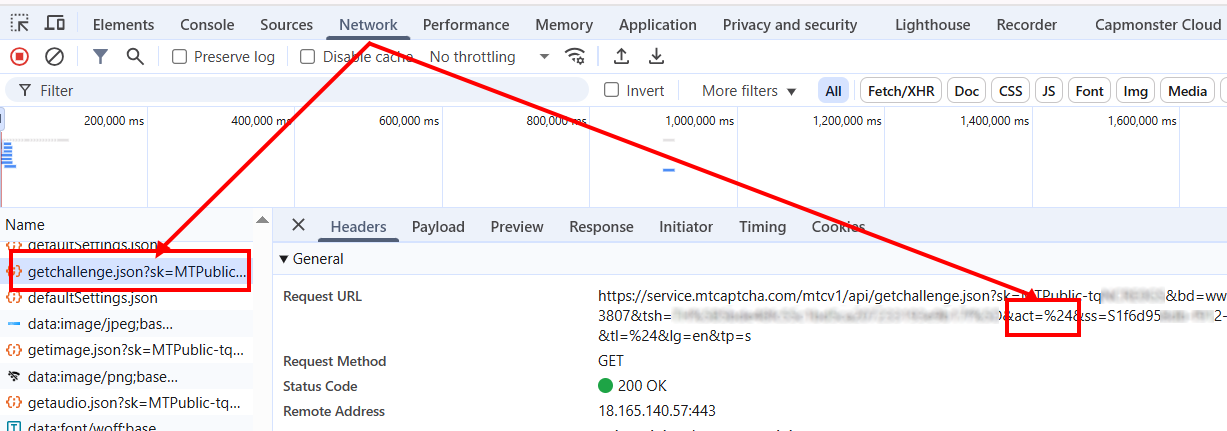 Elements Console Sources Network Performance Memory Application Privacy and security Lighthouse Recorder Capmonster Cloud
Preserve log Disable cache No throttling
Filter Invert More filters All Fetch/XHR Doc CSS JS Font Img Media
200,000 ms 400,000 ms 600,000 ms 800,000 ms 1,000,000 ms 1,200,000 ms 1,400,000 ms 1,600,000 ms
Name
Headers Payload Preview Response Initiator Timing Cookies
defaultSettings.json
getchallenge.json?sk=MTPublic...
defaultSettings.json
data:image/jpeg;bas...
getimage.json?sk=MTPublic-tq...
data:image/png;base...
getaudio.json?sk=MTPublic-tq...
data:font/woff;base
General
Request URL
https://service.mtcaptcha.com/mtcv1/api/getchallenge.json?sk=MTPublic-tq &bd=ww
3807&tsh= &act=%24&ss=S1f6d95 2-
&tl=%24&lg=en&tp=s
Request Method GET
Status Code 200 OK
Remote Address 18.165.140.57:443